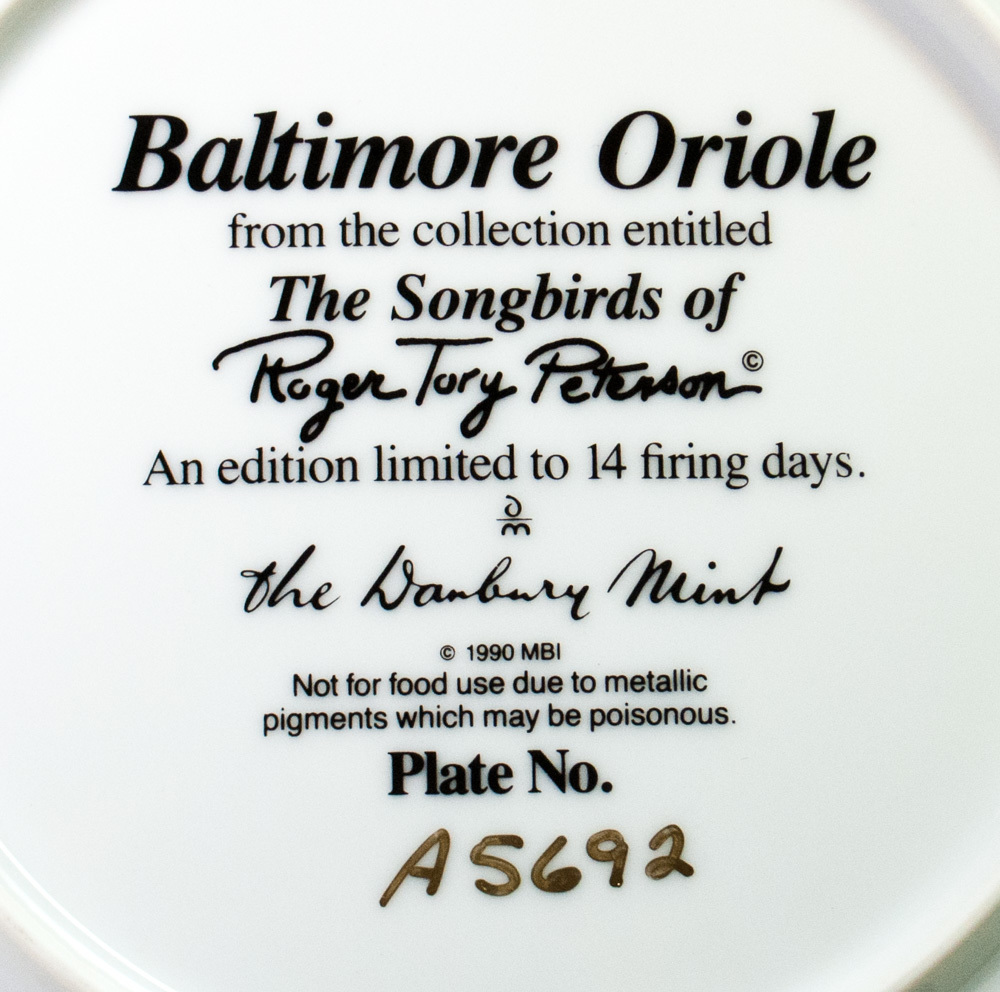 Baltimore Oriole
from the collection entitled
The Songbirds of
Roger Tory Peterson©
An edition limited to 14 firing days.
dm
the Danbury Mint
© 1990 MBI
Not for food use due to metallic
pigments which may be poisonous.
Plate No.
A5692